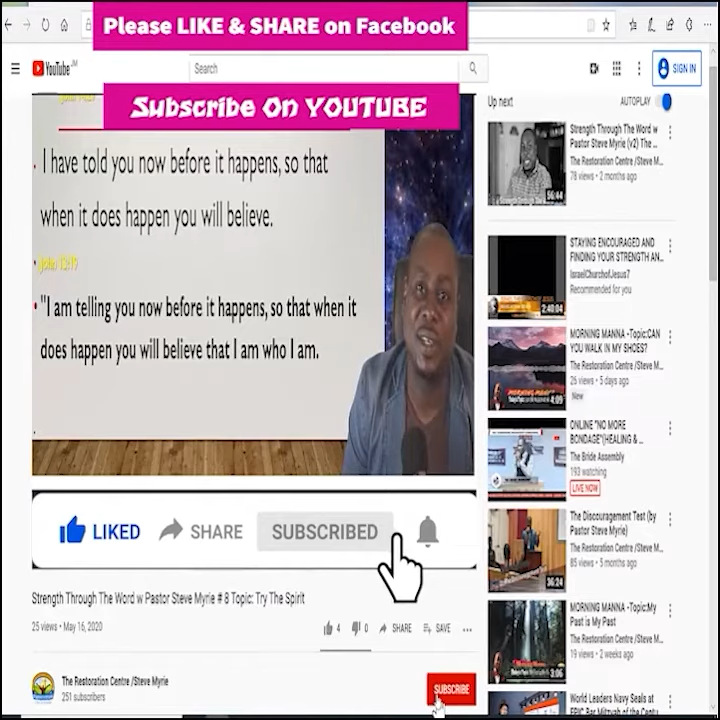 Please LIKE & SHARE on Facebook
YouTube JM
Search
SIGN IN
Subscribe On YOUTUBE
I have told you now before it happens, so that
when it does happen you will believe.
John 13:19
"I am telling you now before it happens, so that when it
does happen you will believe that I am who I am.
LIKED
SHARE
SUBSCRIBED
Strength Through The Word w Pastor Steve Myrie # 8 Topic: Try The Spirit
25 views • May 16, 2020
4
0
SHARE
SAVE
The Restoration Centre /Steve Myrie
251 subscribers
SUBSCRIBE
Up next
AUTOPLAY
Strength Through The Word w
Pastor Steve Myrie (v2) The ...
The Restoration Centre /Steve M...
78 views • 2 months ago
56:44
STAYING ENCOURAGED AND
FINDING YOUR STRENGTH AN...
IsraelChurchofJesus7
Recommended for you
2:40:04
MORNING MANNA -Topic:CAN
YOU WALK IN MY SHOES?
The Restoration Centre /Steve M...
26 views • 5 days ago
New
4:09
ONLINE "NO MORE
BONDAGE"(HEALING & ...
The Bride Assembly
193 watching
LIVE NOW
The Discouragement Test (by
Pastor Steve Myrie)
The Restoration Centre /Steve M...
85 views • 5 months ago
36:24
MORNING MANNA -Topic:My
Past is My Past
The Restoration Centre /Steve M...
19 views • 2 weeks ago
3:06
World Leaders Navy Seals at